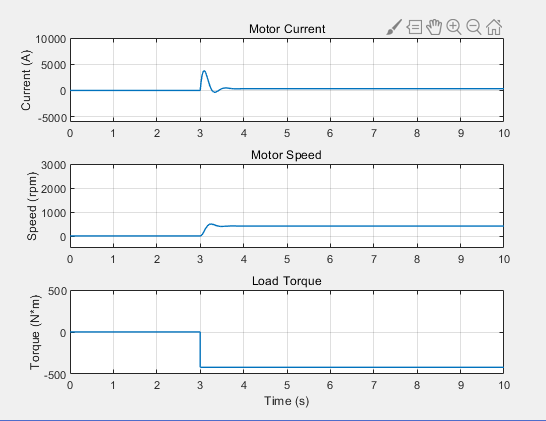 Motor Current
10000
5000
0
-5000
Current (A)
0 1 2 3 4 5 6 7 8 9 10
Motor Speed
3000
2000
1000
0
Speed (rpm)
0 1 2 3 4 5 6 7 8 9 10
Load Torque
500
0
-500
Torque (N*m)
0 1 2 3 4 5 6 7 8 9 10
Time (s)